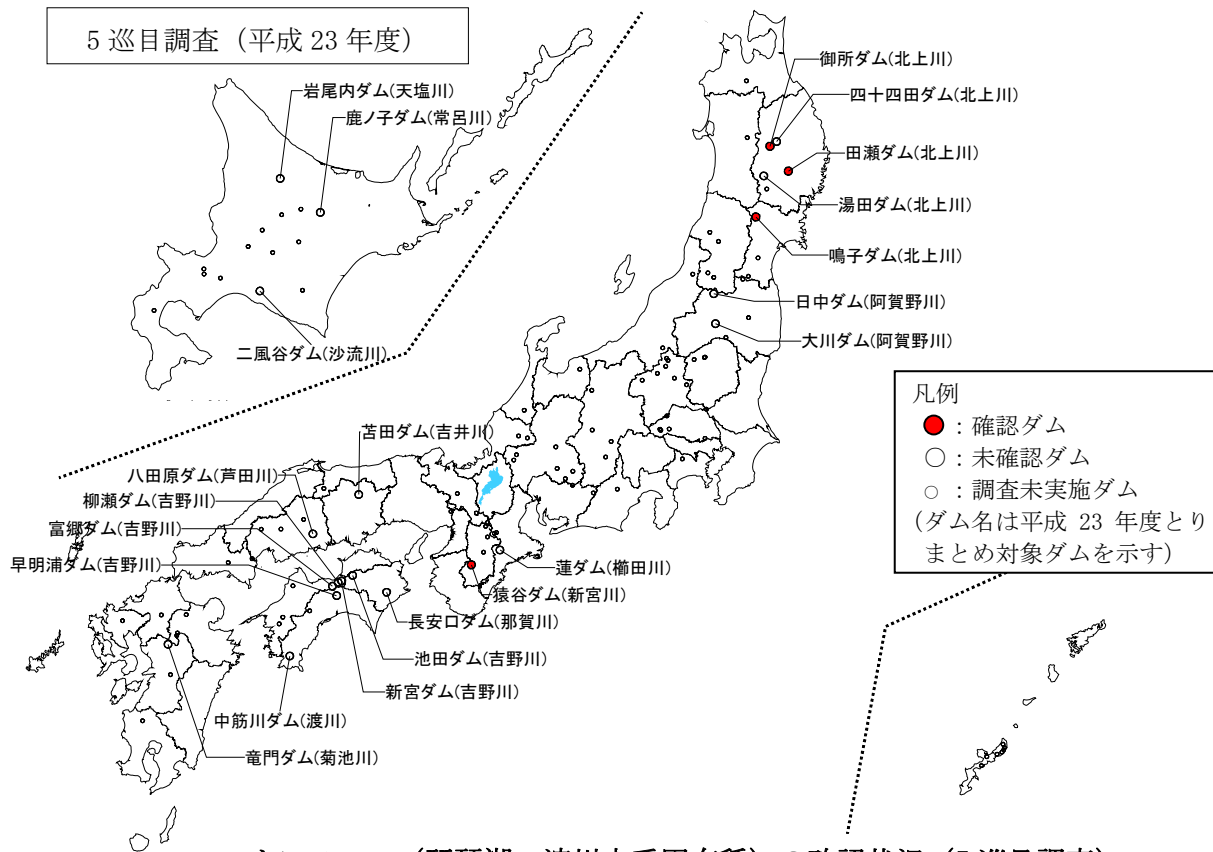 5 巡目調査（平成 23 年度）
岩尾内ダム(天塩川)
鹿ノ子ダム(常呂川)
二風谷ダム(沙流川)
御所ダム(北上川)
四十四田ダム(北上川)
田瀬ダム(北上川)
湯田ダム(北上川)
鳴子ダム(北上川)
日中ダム(阿賀野川)
大川ダム(阿賀野川)
凡例
：確認ダム
：未確認ダム
：調査未実施ダム
(ダム名は平成 23 年度とり
まとめ対象ダムを示す)
苫田ダム(吉井川)
八田原ダム(芦田川)
柳瀬ダム(吉野川)
富郷ダム(吉野川)
早明浦ダム(吉野川)
蓮ダム(櫛田川)
猿谷ダム(新宮川)
長安口ダム(那賀川)
池田ダム(吉野川)
新宮ダム(吉野川)
中筋川ダム(渡川)
竜門ダム(菊池川)